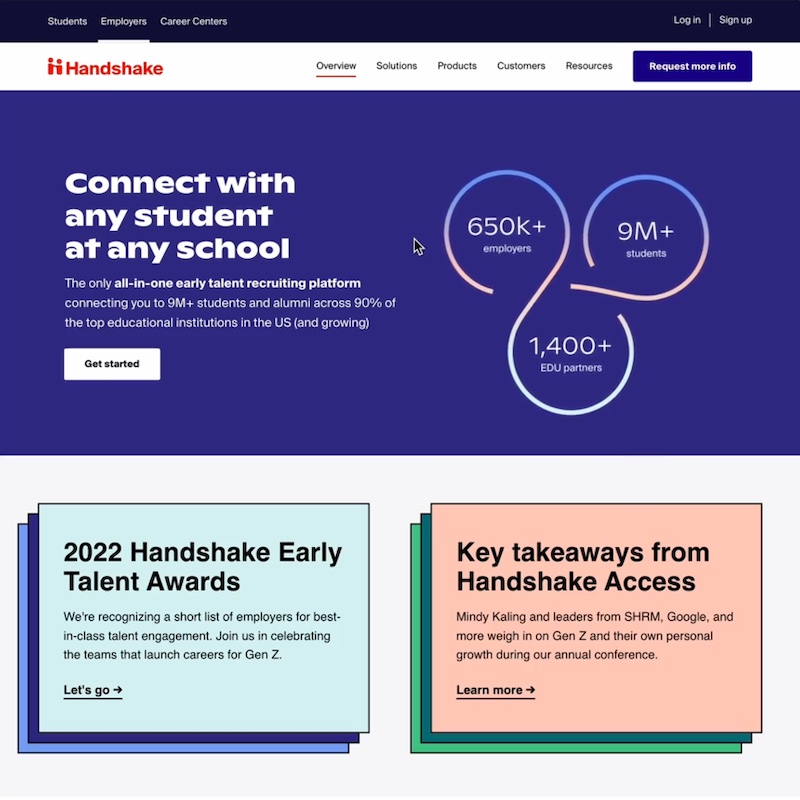 Students Employers Career Centers Log in Sign up
Handshake Overview Solutions Products Customers Resources Request more info
Connect with
any student
at any school
The only all-in-one early talent recruiting platform
connecting you to 9M+ students and alumni across 90% of
the top educational institutions in the US (and growing)
Get started
650k+
employers
9M+
students
1,400+
EDU partners
2022 Handshake Early
Talent Awards
We're recognizing a short list of employers for best-
in-class talent engagement. Join us in celebrating
the teams that launch careers for Gen Z.
Let's go →
Key takeaways from
Handshake Access
Mindy Kaling and leaders from SHRM, Google, and
more weigh in on Gen Z and their own personal
growth during our annual conference.
Learn more →